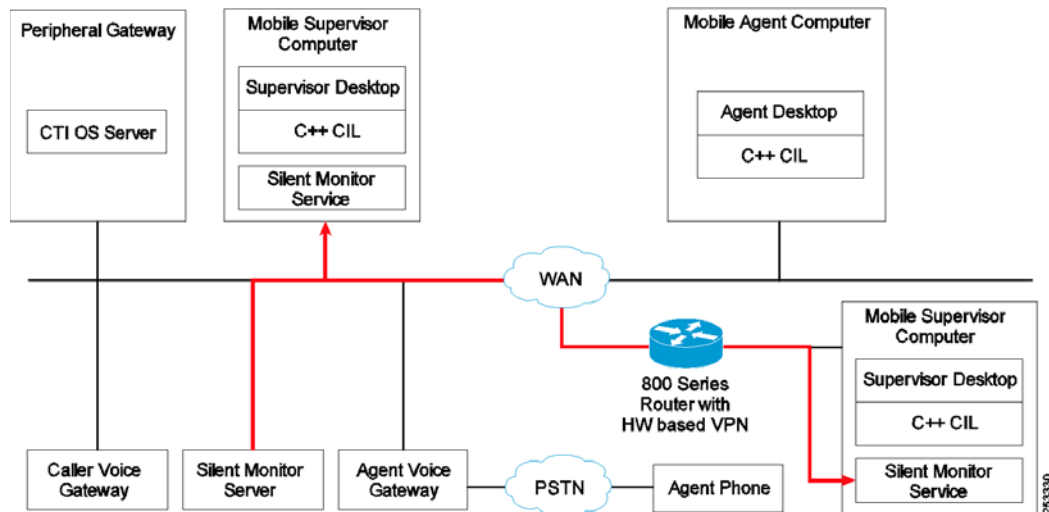 Peripheral Gateway
CTI OS Server
Mobile Supervisor
Computer
Supervisor Desktop
C++ CIL
Silent Monitor
Service
Mobile Agent Computer
Agent Desktop
C++ CIL
WAN
800 Series
Router with
HW based VPN
Mobile Supervisor
Computer
Supervisor Desktop
C++ CIL
Silent Monitor
Service
Caller Voice
Gateway
Silent Monitor
Server
Agent Voice
Gateway
PSTN
Agent Phone